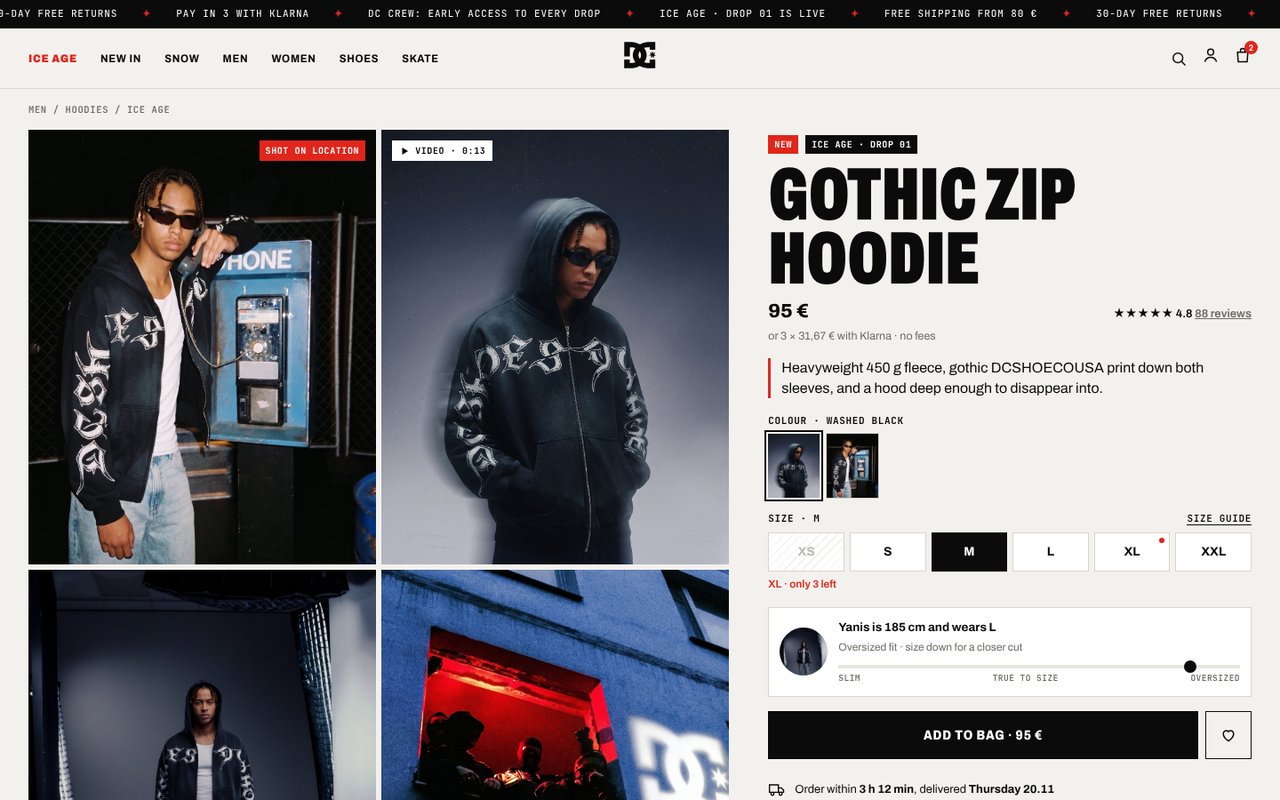 0-DAY FREE RETURNS ✦ PAY IN 3 WITH KLARNA ✦ DC CREW: EARLY ACCESS TO EVERY DROP ✦ ICE AGE · DROP 01 IS LIVE ✦ FREE SHIPPING FROM 80 € ✦ 30-DAY FREE RETURNS ✦
ICE AGE NEW IN SNOW MEN WOMEN SHOES SKATE
2
MEN / HOODIES / ICE AGE
SHOT ON LOCATION
VIDEO · 0:13
PHONE
NEW
ICE AGE · DROP 01
GOTHIC ZIP
HOODIE
95 €
★★★★★ 4.8 88 reviews
or 3 × 31,67 € with Klarna · no fees
Heavyweight 450 g fleece, gothic DCSHOECOUSA print down both
sleeves, and a hood deep enough to disappear into.
COLOUR · WASHED BLACK
SIZE · M
SIZE GUIDE
XS S M L XL XXL
XL · only 3 left
Yanis is 185 cm and wears L
Oversized fit · size down for a closer cut
SLIM TRUE TO SIZE OVERSIZED
ADD TO BAG · 95 €
Order within 3 h 12 min, delivered Thursday 20.11